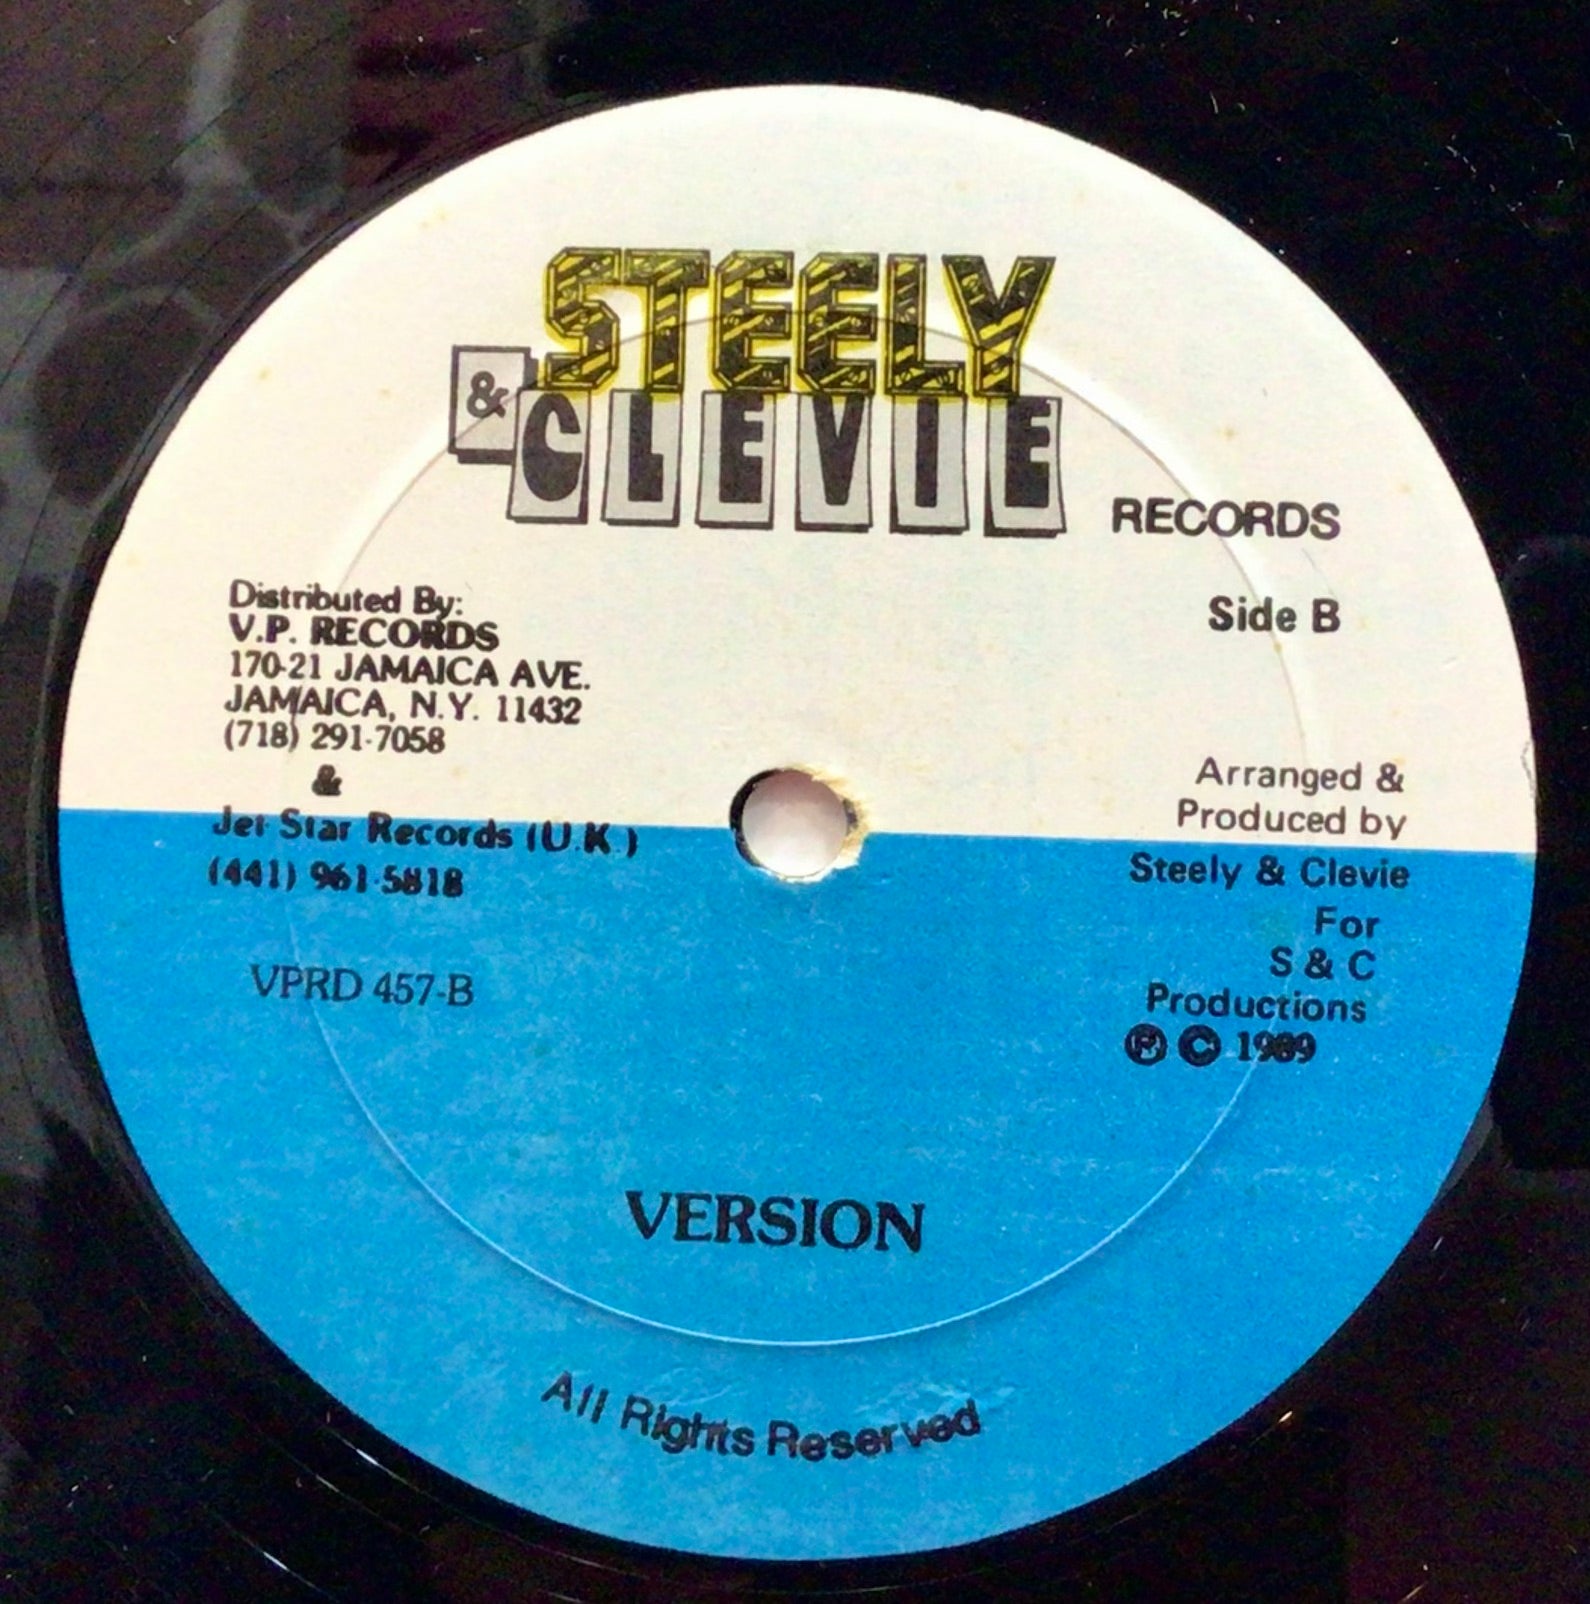 STEELY
& CLEVIE
RECORDS
Side B
Distributed By:
V.P. RECORDS
170-21 JAMAICA AVE.
JAMAICA, N.Y. 11432
(718) 291-7058
&
Jet Star Records (U.K.)
(441) 961-5818
VPRD 457-B
Arranged &
Produced by
Steely & Clevie
For
S & C
Productions
Ⓟ © 1989
VERSION
All Rights Reserved